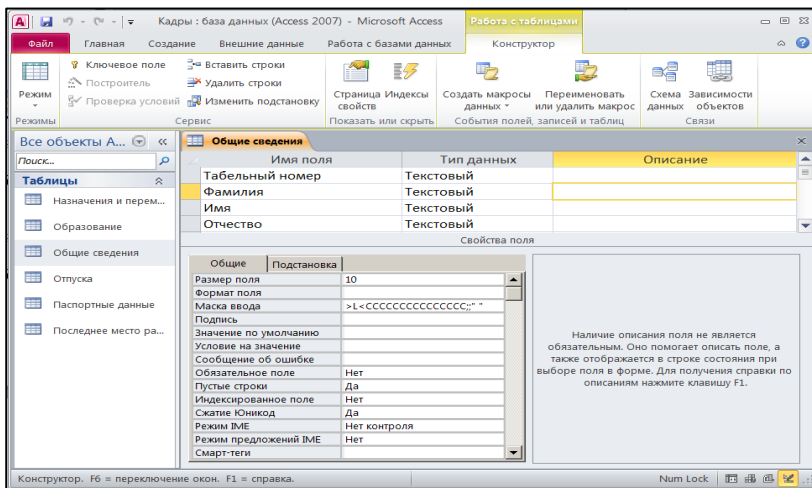 Кадры : база данных (Access 2007) - Microsoft Access
Работа с таблицами
Файл Главная Создание Внешние данные Работа с базами данных Конструктор
Режим
Ключевое поле
Построитель
Проверка условий
Вставить строки
Удалить строки
Изменить подстановку
Страница свойств
Индексы
Создать макросы данных
Переименовать или удалить макрос
Схема данных
Зависимости объектов
Режимы Сервис Показать или скрыть События полей, записей и таблиц Связи
Все объекты A...
Поиск...
Таблицы
Назначения и перем...
Образование
Общие сведения
Отпуска
Паспортные данные
Последнее место ра...
Общие сведения
Имя поля Тип данных Описание
Табельный номер Текстовый
Фамилия Текстовый
Имя Текстовый
Отчество Текстовый
Свойства поля
Общие Подстановка
Размер поля 10
Формат поля
Маска ввода >L<CCCCCCCCCCCCCCC;;" "
Подпись
Значение по умолчанию
Условие на значение
Сообщение об ошибке
Обязательное поле Нет
Пустые строки Да
Индексированное поле Нет
Сжатие Юникод Да
Режим IME Нет контроля
Режим предложений IME Нет
Смарт-теги
Наличие описания поля не является
обязательным. Оно помогает описать поле, а
также отображается в строке состояния при
выборе поля в форме. Для получения справки по
описаниям нажмите клавишу F1.
Конструктор. F6 = переключение окон. F1 = справка. Num Lock